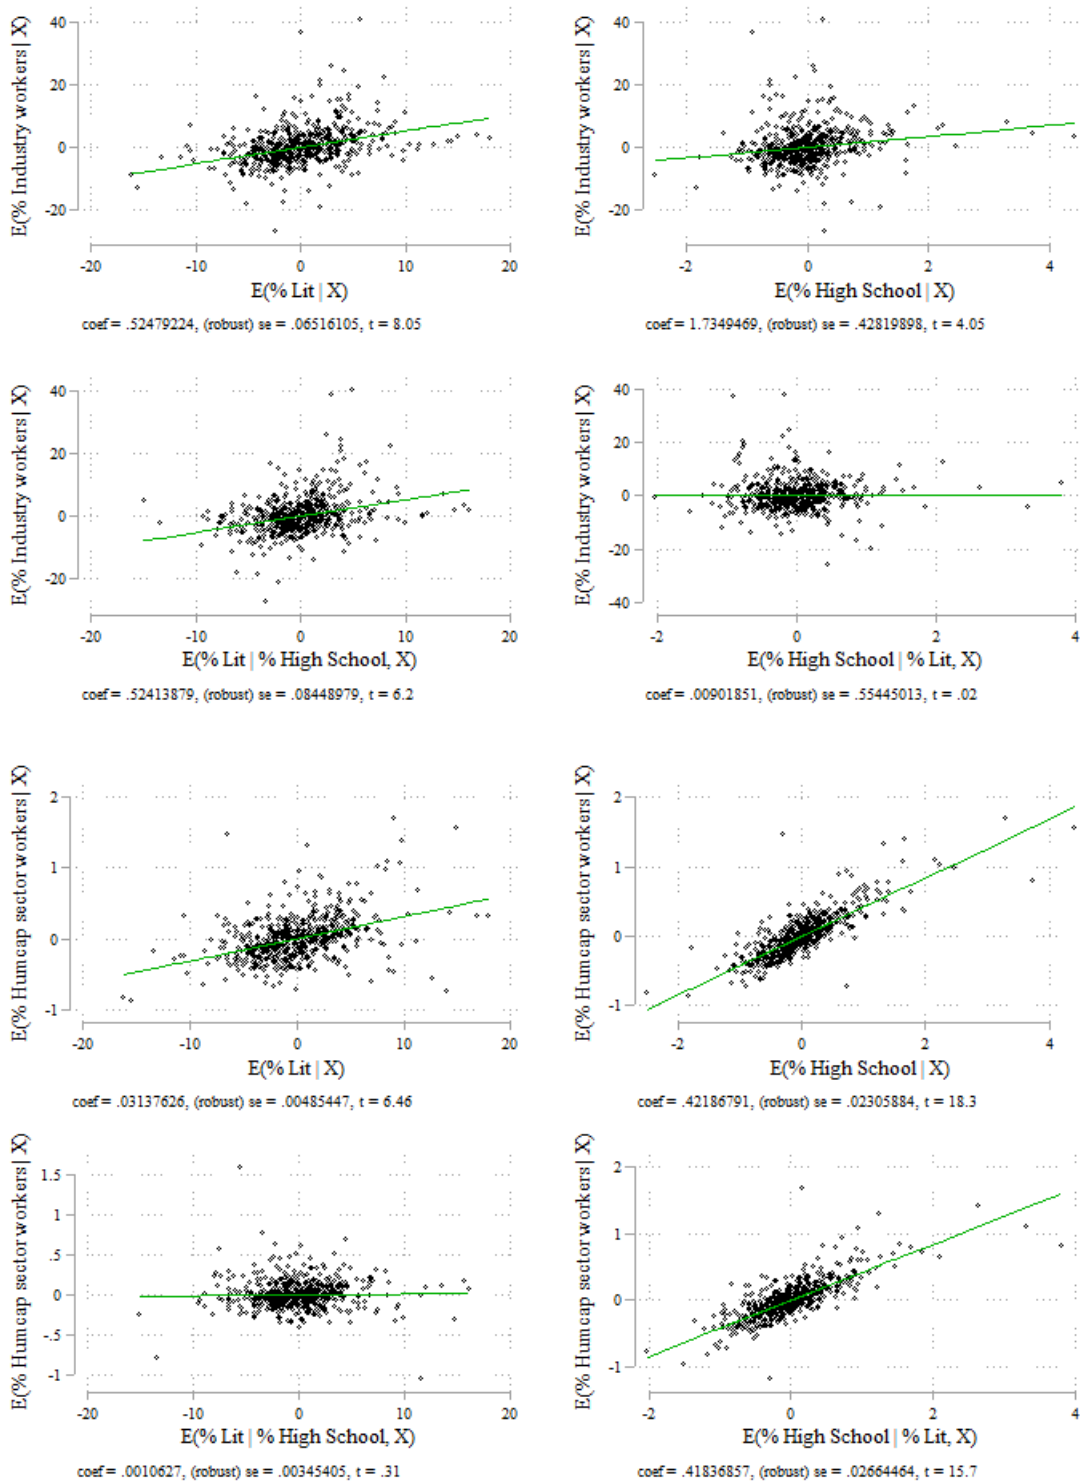 E(% Industry workers | X)
40
20
0
-20
-20
-10
0
10
20
E(% Lit | X)
coef = .52479224, (robust) se = .06516105, t = 8.05
E(% Industry workers | X)
40
20
0
-20
-2
0
2
4
E(% High School | X)
coef = 1.7349469, (robust) se = .42819898, t = 4.05
E(% Industry workers | X)
40
20
0
-20
-20
-10
0
10
20
E(% Lit | % High School, X)
coef = .52413879, (robust) se = .08448979, t = 6.2
E(% Industry workers | X)
40
20
0
-20
-40
-2
0
2
4
E(% High School | % Lit, X)
coef = .00901851, (robust) se = .55445013, t = .02
E(% Hum cap sector workers | X)
2
1
0
-1
-20
-10
0
10
20
E(% Lit | X)
coef = .03137626, (robust) se = .00485447, t = 6.46
E(% Hum cap sector workers | X)
2
1
0
-1
-2
0
2
4
E(% High School | X)
coef = .42186791, (robust) se = .02305884, t = 18.3
E(% Hum cap sector workers | X)
1.5
1
.5
0
-.5
-1
-20
-10
0
10
20
E(% Lit | % High School, X)
coef = .0010627, (robust) se = .00345405, t = .31
E(% Hum cap sector workers | X)
2
1
0
-1
-2
0
2
4
E(% High School | % Lit, X)
coef = .41836857, (robust) se = .02664464, t = 15.7